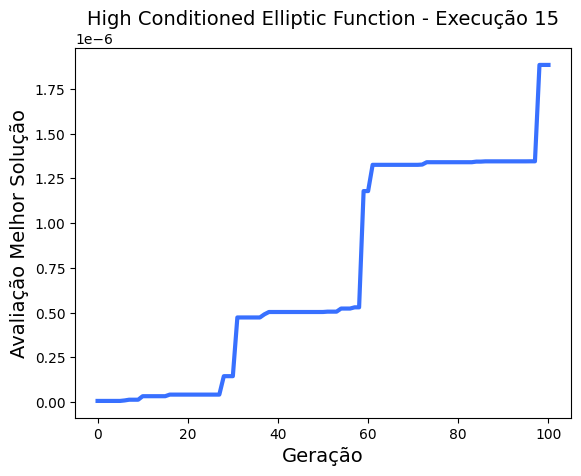 High Conditioned Elliptic Function - Execução 15
1e−6
1.75
1.50
1.25
1.00
0.75
0.50
0.25
0.00
Avaliação Melhor Solução
0 20 40 60 80 100
Geração